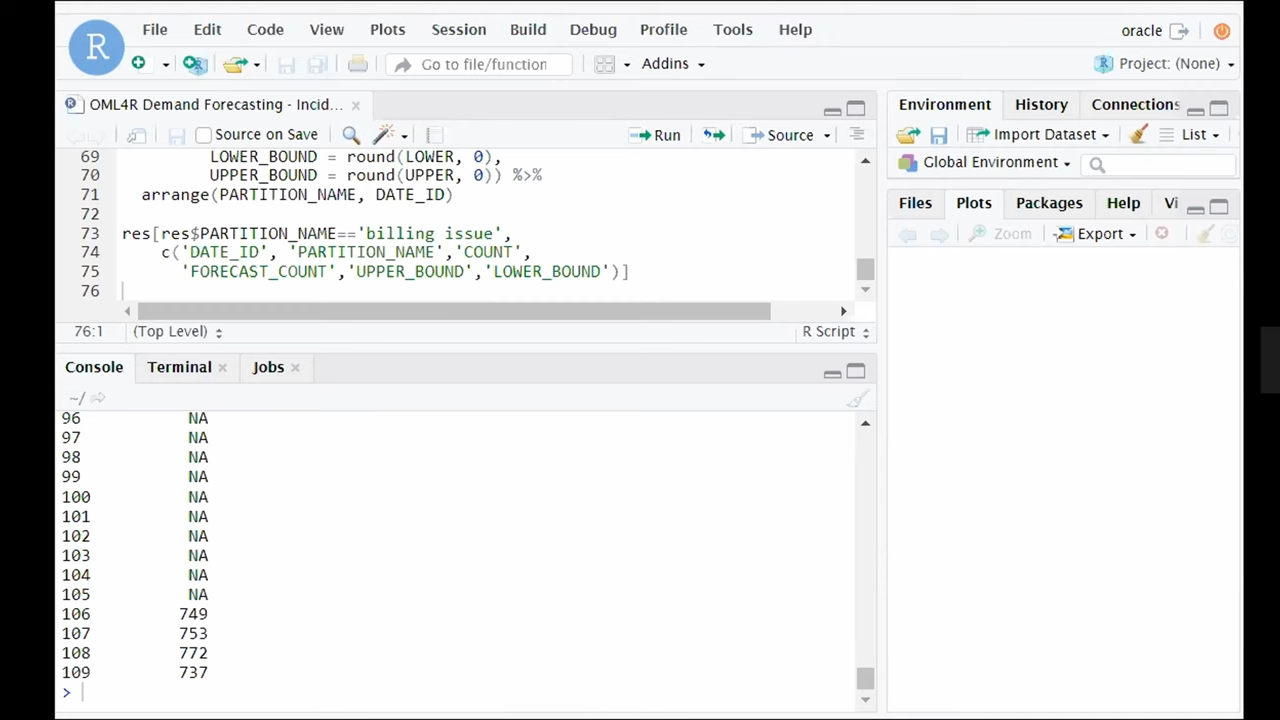 R
File Edit Code View Plots Session Build Debug Profile Tools Help
oracle
Go to file/function
Addins
Project: (None)
OML4R Demand Forecasting - Incid...
Source on Save
Run
Source
69 LOWER_BOUND = round(LOWER, 0),
70 UPPER_BOUND = round(UPPER, 0)) %>%
71 arrange(PARTITION_NAME, DATE_ID)
72
73 res[res$PARTITION_NAME=='billing issue',
74 c('DATE_ID', 'PARTITION_NAME','COUNT',
75 'FORECAST_COUNT','UPPER_BOUND','LOWER_BOUND')]
76
76:1 (Top Level) R Script
Console Terminal Jobs
~/
96 NA
97 NA
98 NA
99 NA
100 NA
101 NA
102 NA
103 NA
104 NA
105 NA
106 749
107 753
108 772
109 737
>
Environment History Connections
Import Dataset List
Global Environment
Files Plots Packages Help Vi
Zoom Export